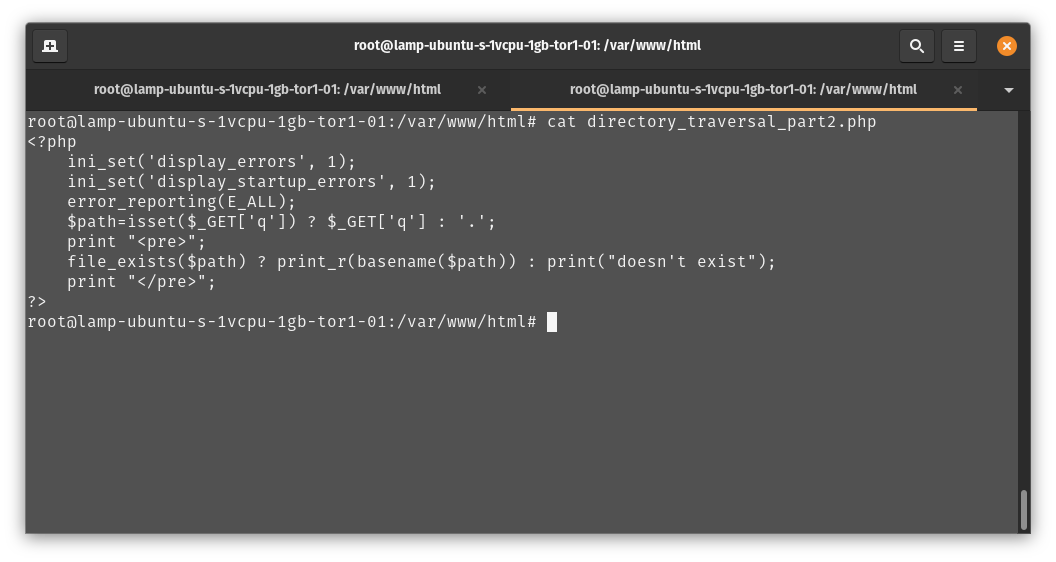 root@lamp-ubuntu-s-1vcpu-1gb-tor1-01: /var/www/html
root@lamp-ubuntu-s-1vcpu-1gb-tor1-01: /var/www/html
root@lamp-ubuntu-s-1vcpu-1gb-tor1-01: /var/www/html
root@lamp-ubuntu-s-1vcpu-1gb-tor1-01:/var/www/html# cat directory_traversal_part2.php
<?php
    ini_set('display_errors', 1);
    ini_set('display_startup_errors', 1);
    error_reporting(E_ALL);
    $path=isset($_GET['q']) ? $_GET['q'] : '.';
    print "<pre>";
    file_exists($path) ? print_r(basename($path)) : print("doesn't exist");
    print "</pre>";
?>
root@lamp-ubuntu-s-1vcpu-1gb-tor1-01:/var/www/html#